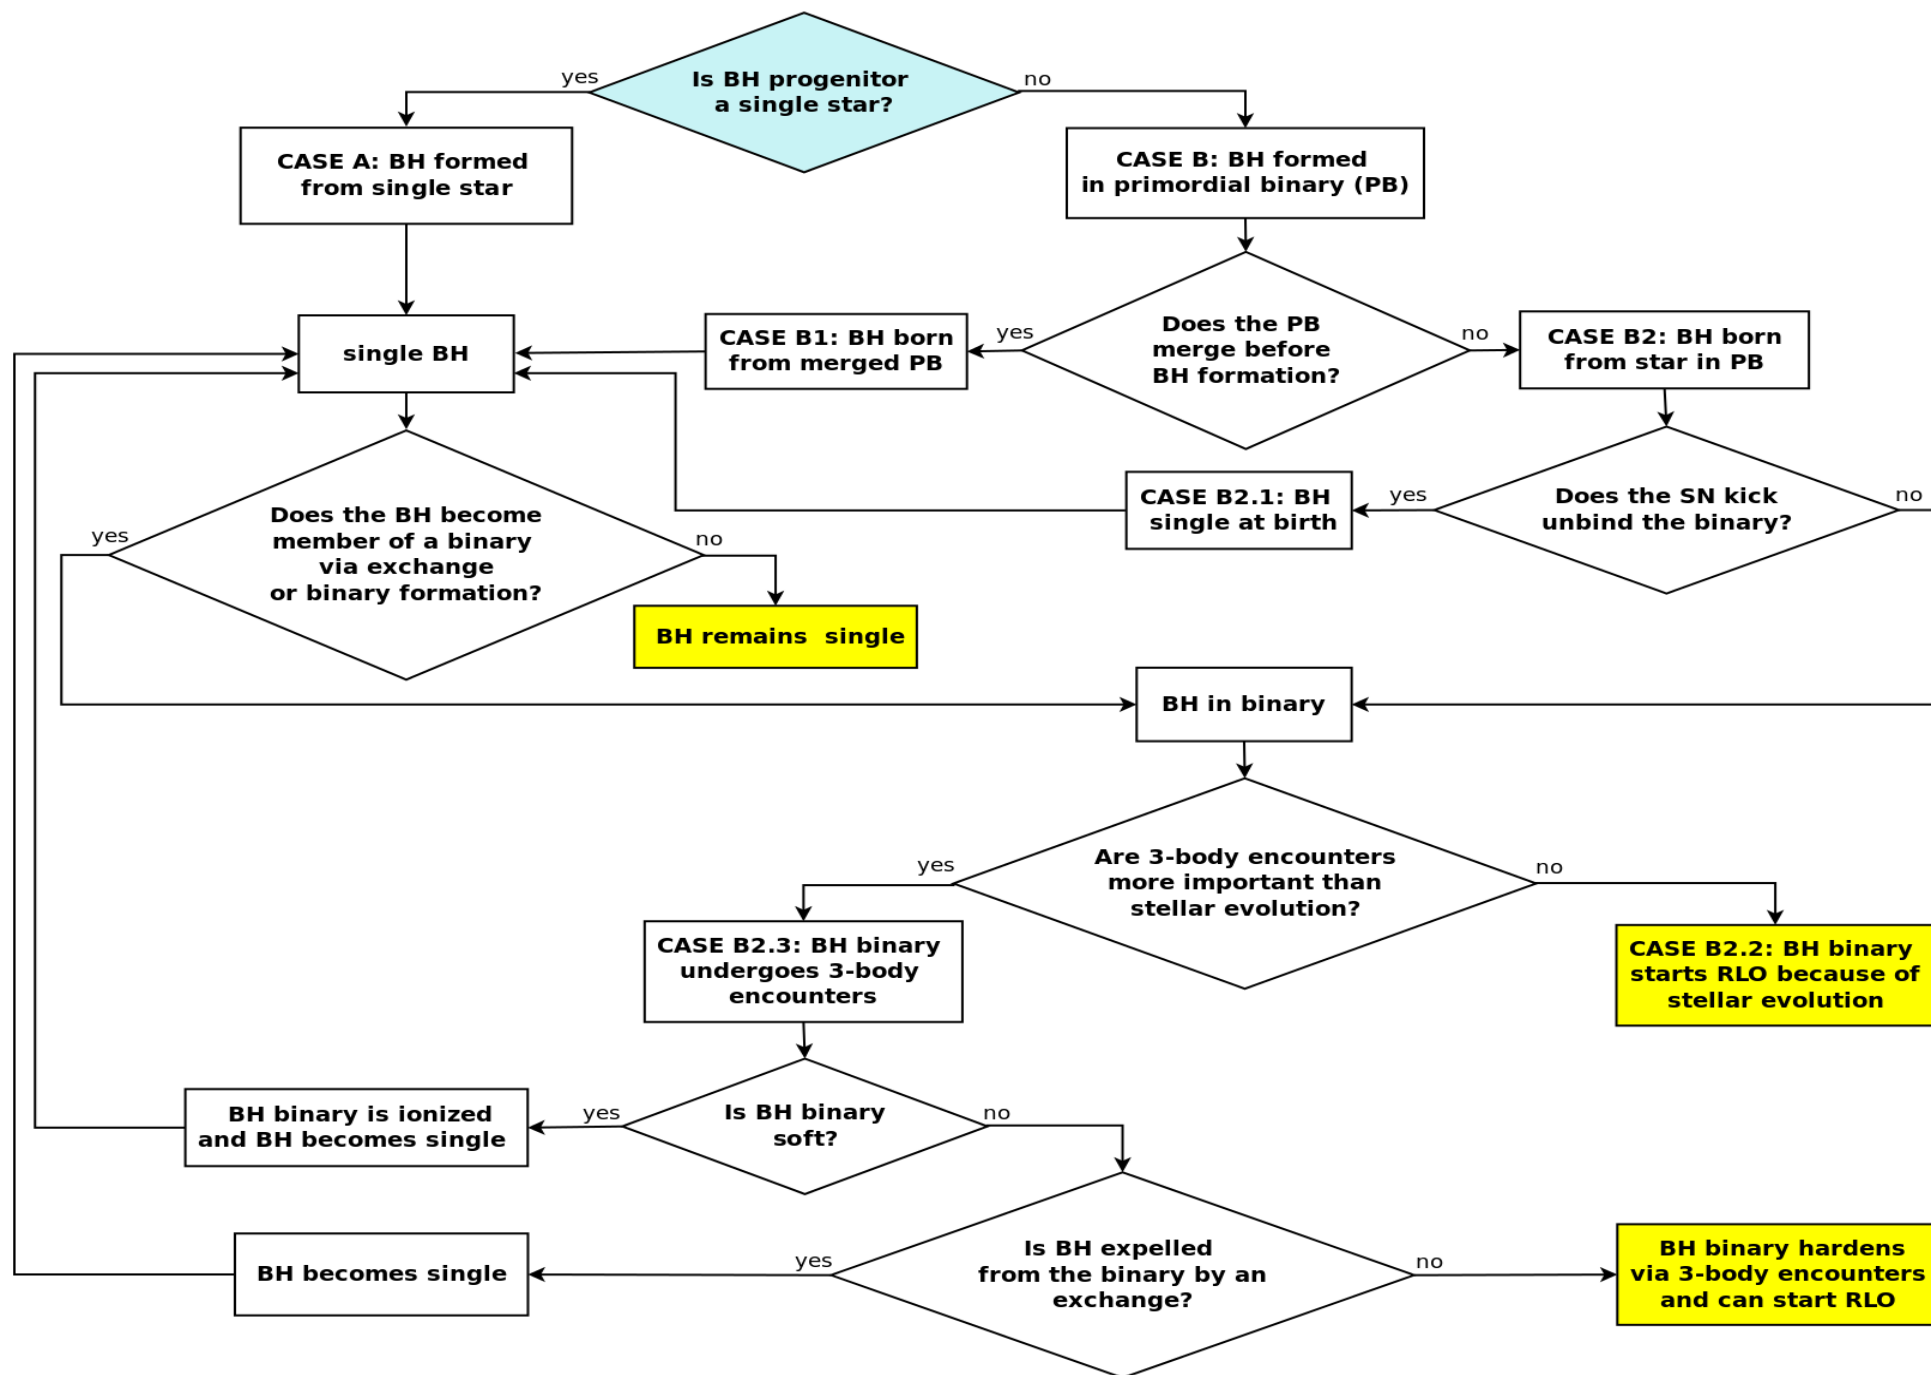 Is BH progenitor
a single star?
yes
no
CASE A: BH formed
from single star
CASE B: BH formed
in primordial binary (PB)
single BH
CASE B1: BH born
from merged PB
yes
Does the PB
merge before
BH formation?
no
CASE B2: BH born
from star in PB
Does the BH become
member of a binary
via exchange
or binary formation?
yes
no
CASE B2.1: BH
single at birth
yes
Does the SN kick
unbind the binary?
no
BH remains single
BH in binary
Are 3-body encounters
more important than
stellar evolution?
yes
no
CASE B2.3: BH binary
undergoes 3-body
encounters
CASE B2.2: BH binary
starts RLO because of
stellar evolution
BH binary is ionized
and BH becomes single
yes
Is BH binary
soft?
no
BH becomes single
yes
Is BH expelled
from the binary by an
exchange?
no
BH binary hardens
via 3-body encounters
and can start RLO